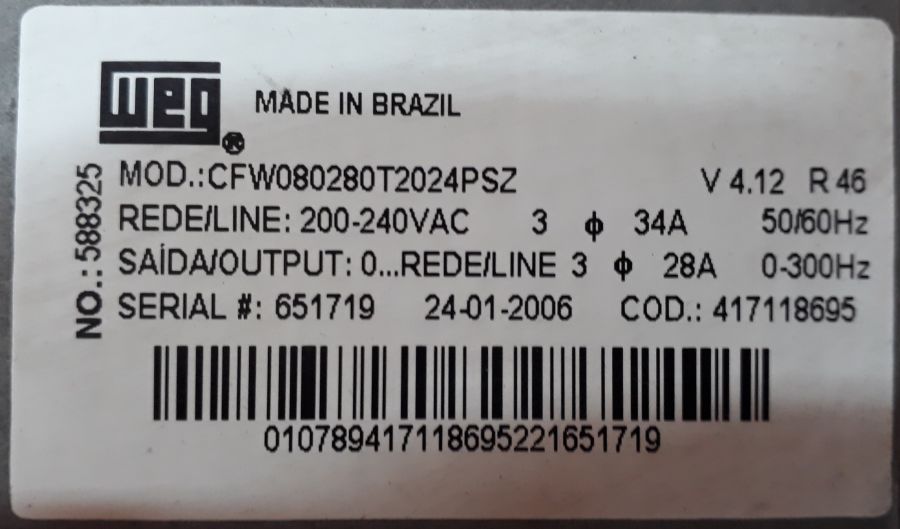 WEG®
MADE IN BRAZIL
NO.: 588325
MOD.:CFW080280T2024PSZ V 4.12 R 46
REDE/LINE: 200-240VAC 3 ϕ 34A 50/60Hz
SAÍDA/OUTPUT: 0...REDE/LINE 3 ϕ 28A 0-300Hz
SERIAL #: 651719 24-01-2006 COD.: 417118695
010789417118695221651719